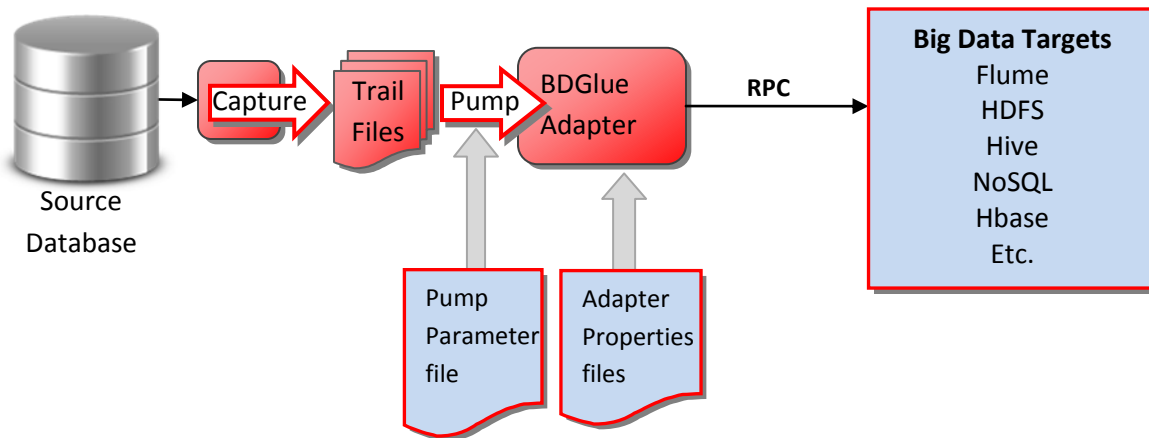 Source
Database
Capture
Trail
Files
Pump
BDGlue
Adapter
RPC
Big Data Targets
Flume
HDFS
Hive
NoSQL
Hbase
Etc.
Pump
Parameter
file
Adapter
Properties
files